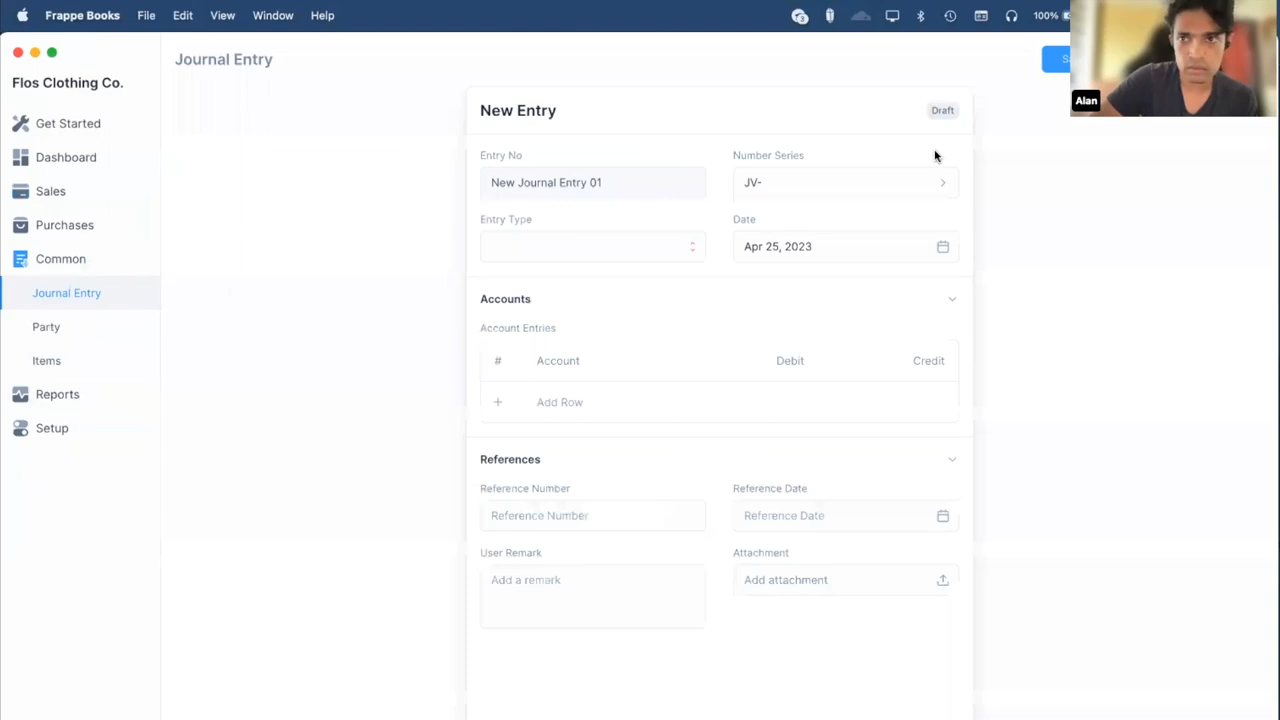 Frappe Books File Edit View Window Help 100%
Flos Clothing Co.
Get Started
Dashboard
Sales
Purchases
Common
Journal Entry
Party
Items
Reports
Setup
Journal Entry
Alan
New Entry Draft
Entry No Number Series
New Journal Entry 01 JV-
Entry Type Date
Apr 25, 2023
Accounts
Account Entries
# Account Debit Credit
+ Add Row
References
Reference Number Reference Date
Reference Number Reference Date
User Remark Attachment
Add a remark Add attachment